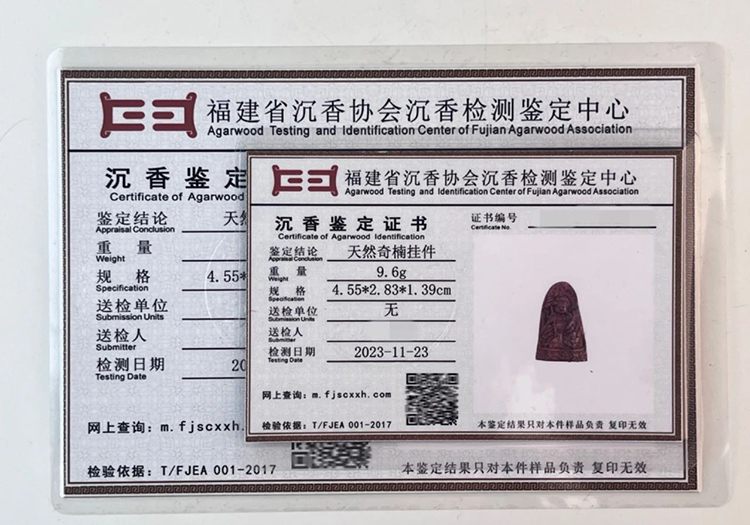 福建省沉香协会沉香检测鉴定中心
Agarwood Testing and Identification Center of Fujian Agarwood Association
沉香鉴定
Certificate of Agarwood
鉴定结论 天
Appraisal Conclusion
重 量
Weight
规 格 4.55*
Specification
送检单位
Submission Units
送检人
Submitter
检测日期 20
Testing Date
网上查询: m.fjscxxh.
检验依据: T/FJEA 001-2017
本鉴定结果只对本件样品负责 复印无效
福建省沉香协会沉香检测鉴定中心
Agarwood Testing and Identification Center of Fujian Agarwood Association
沉香鉴定证书
Certificate of Agarwood Identification
证书编号
Certificate No.
鉴定结论 天然奇楠挂件
Appraisal Conclusion
重 量 9.6g
Weight
规 格 4.55*2.83*1.39cm
Specification
送检单位 无
Submission Units
送检人
Submitter
检测日期 2023-11-23
Testing Date
网上查询: m.fjscxxh.com
检验依据: T/FJEA 001-2017
本鉴定结果只对本件样品负责 复印无效